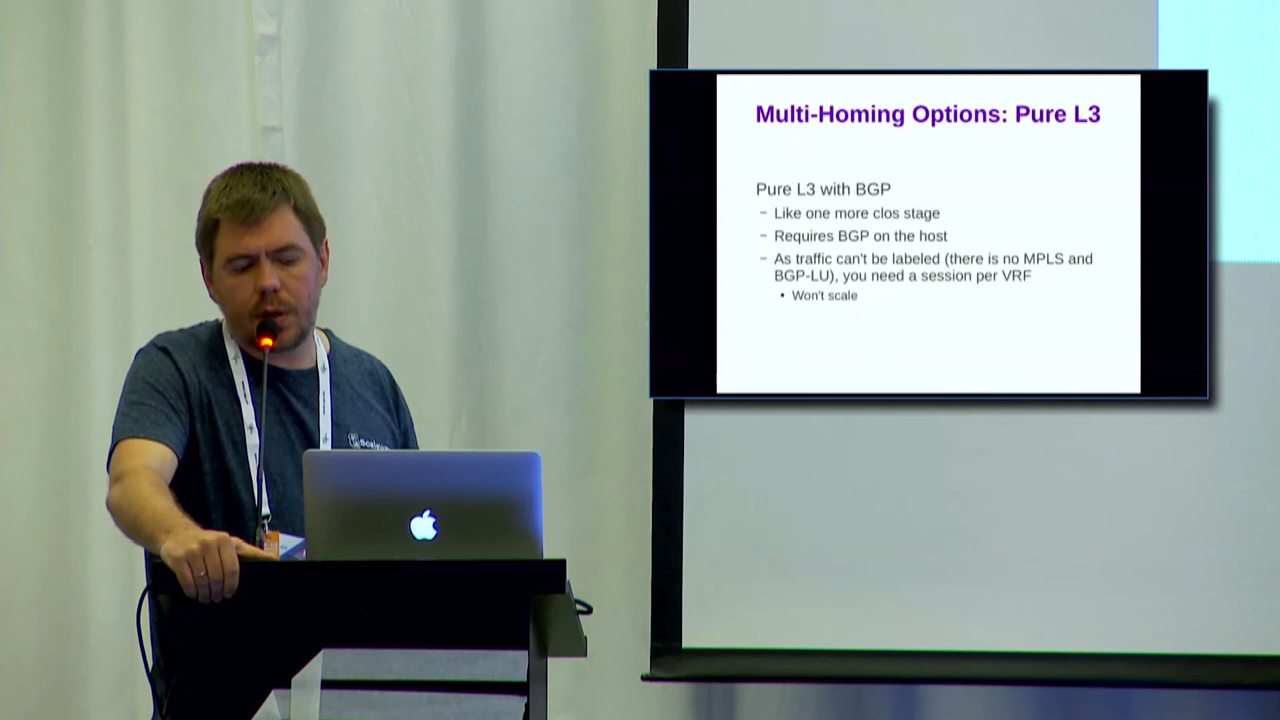 Multi-Homing Options: Pure L3
Pure L3 with BGP
– Like one more clos stage
– Requires BGP on the host
– As traffic can't be labeled (there is no MPLS and
BGP-LU), you need a session per VRF
• Won't scale